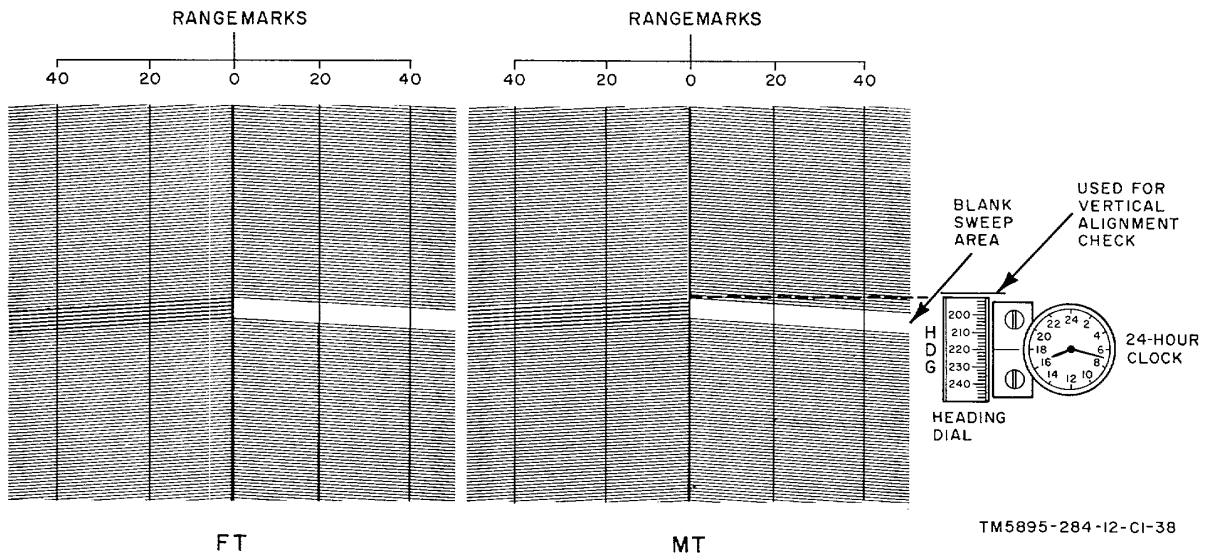 RANGEMARKS
40 20 0 20 40
RANGEMARKS
40 20 0 20 40
BLANK
SWEEP
AREA
USED FOR
VERTICAL
ALIGNMENT
CHECK
HDG
200
210
220
230
240
HEADING
DIAL
24 2 4 6 8 10 12 14 16 18 20 22
24-HOUR
CLOCK
FT
MT
TM5895-284-12-C1-38